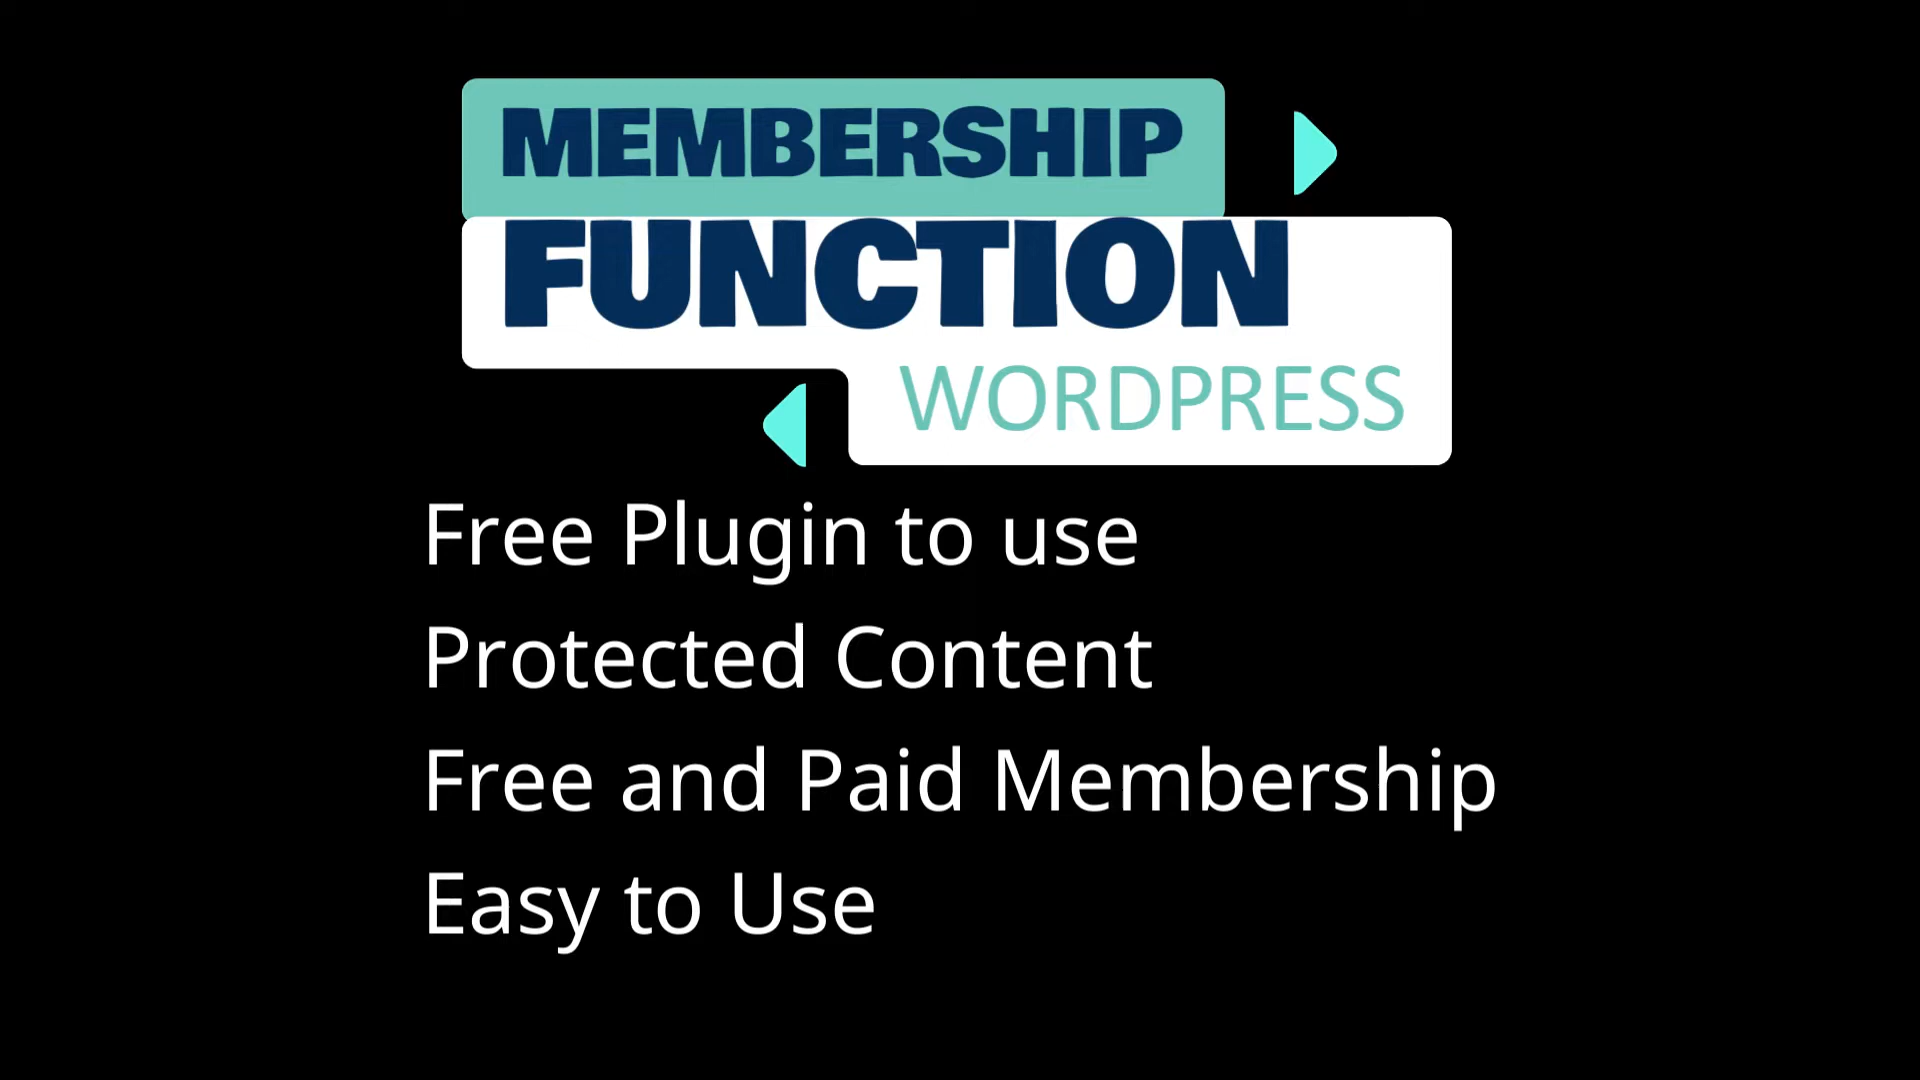 MEMBERSHIP
FUNCTION
WORDPRESS
Free Plugin to use
Protected Content
Free and Paid Membership
Easy to Use